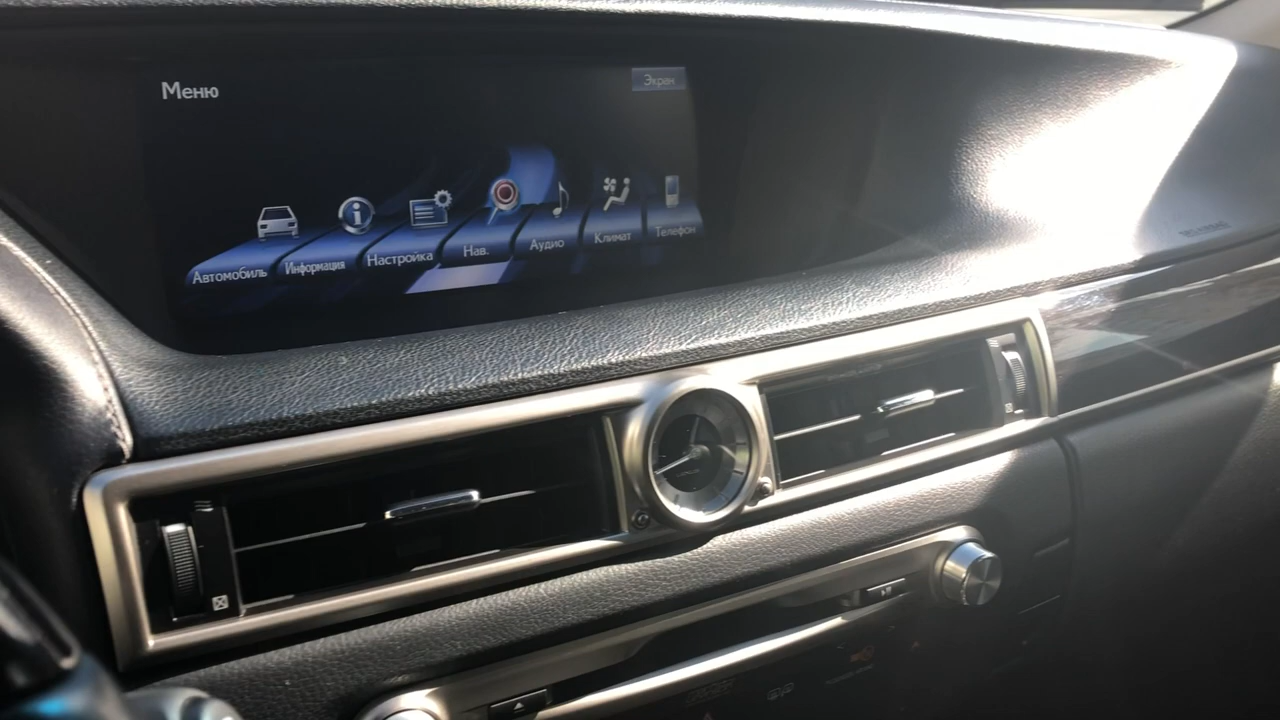 Меню
Экран
Автомобиль
Информация
Настройка
Нав.
Аудио
Климат
Телефон